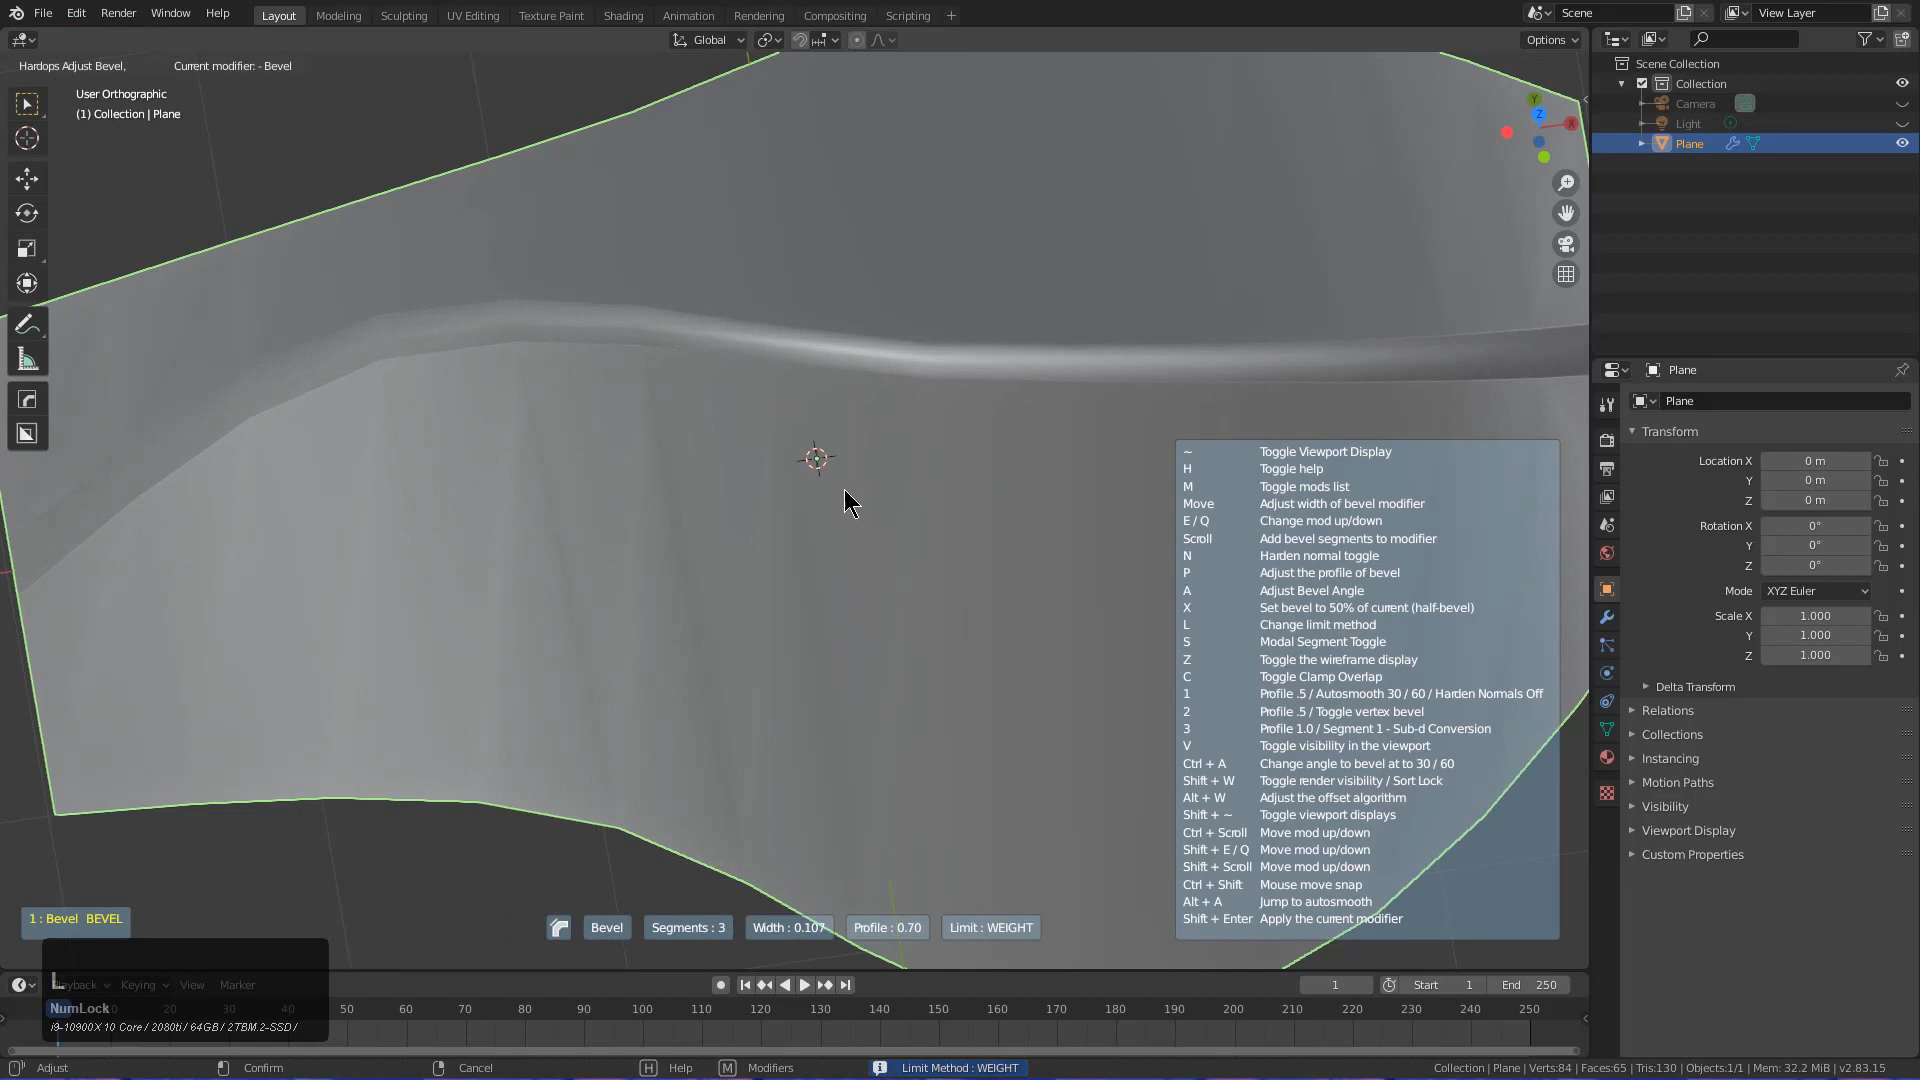 File Edit Render Window Help
Layout Modeling Sculpting UV Editing Texture Paint Shading Animation Rendering Compositing Scripting +
Scene
View Layer
Global
Options
Hardops Adjust Bevel, Current modifier: - Bevel
User Orthographic
(1) Collection | Plane
Y
Z
X
Scene Collection
Collection
Camera
Light
Plane
Plane
Plane
Transform
Location X 0 m
Y 0 m
Z 0 m
Rotation X 0°
Y 0°
Z 0°
Mode XYZ Euler
Scale X 1.000
Y 1.000
Z 1.000
Delta Transform
Relations
Collections
Instancing
Motion Paths
Visibility
Viewport Display
Custom Properties
~ Toggle Viewport Display
H Toggle help
M Toggle mods list
Move Adjust width of bevel modifier
E / Q Change mod up/down
Scroll Add bevel segments to modifier
N Harden normal toggle
P Adjust the profile of bevel
A Adjust Bevel Angle
X Set bevel to 50% of current (half-bevel)
L Change limit method
S Modal Segment Toggle
Z Toggle the wireframe display
C Toggle Clamp Overlap
1 Profile .5 / Autosmooth 30 / 60 / Harden Normals Off
2 Profile .5 / Toggle vertex bevel
3 Profile 1.0 / Segment 1 - Sub-d Conversion
V Toggle visibility in the viewport
Ctrl + A Change angle to bevel at to 30 / 60
Shift + W Toggle render visibility / Sort Lock
Alt + W Adjust the offset algorithm
Shift + ~ Toggle viewport displays
Ctrl + Scroll Move mod up/down
Shift + E / Q Move mod up/down
Shift + Scroll Move mod up/down
Ctrl + Shift Mouse move snap
Alt + A Jump to autosmooth
Shift + Enter Apply the current modifier
1 : Bevel BEVEL
Bevel Segments : 3 Width : 0.107 Profile : 0.70 Limit : WEIGHT
L
Playback Keying View Marker
1 Start 1 End 250
NumLock
i9-10900X 10 Core / 2080ti / 64GB / 2TBM.2-SSD /
10 20 30 40 50 60 70 80 90 100 110 120 130 140 150 160 170 180 190 200 210 220 230 240 250
Adjust Confirm Cancel H Help M Modifiers Limit Method : WEIGHT Collection | Plane | Verts:84 | Faces:65 | Tris:130 | Objects:1/1 | Mem: 32.2 MiB | v2.83.15